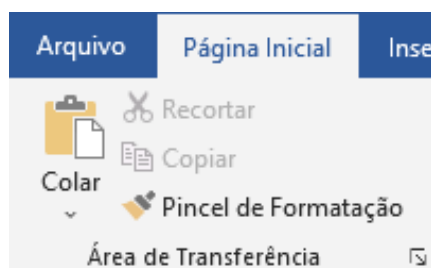 Arquivo Página Inicial Inse
Recortar
Copiar
Colar
Pincel de Formatação
Área de Transferência